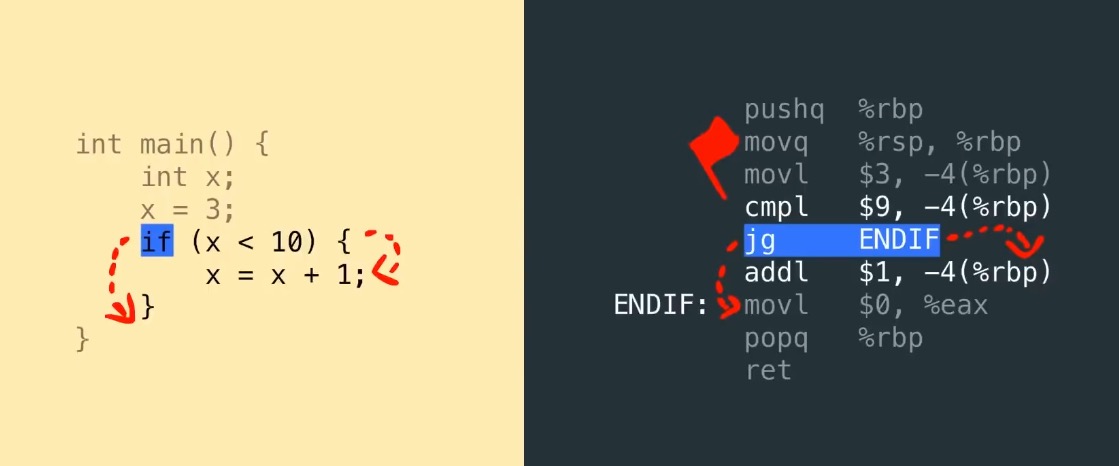 int main() {
int x;
x = 3;
if (x < 10) {
x = x + 1;
}
}
pushq %rbp
movq %rsp, %rbp
movl $3, -4(%rbp)
cmpl $9, -4(%rbp)
jg ENDIF
addl $1, -4(%rbp)
ENDIF: movl $0, %eax
popq %rbp
ret